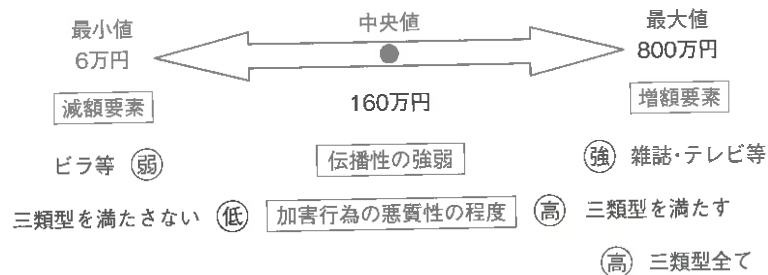 最小値 中央値 最大値
6万円 800万円
160万円
減額要素 増額要素
ビラ等 弱 伝播性の強弱 強 雑誌・テレビ等
三類型を満たさない 低 加害行為の悪質性の程度 高 三類型を満たす
高 三類型全て